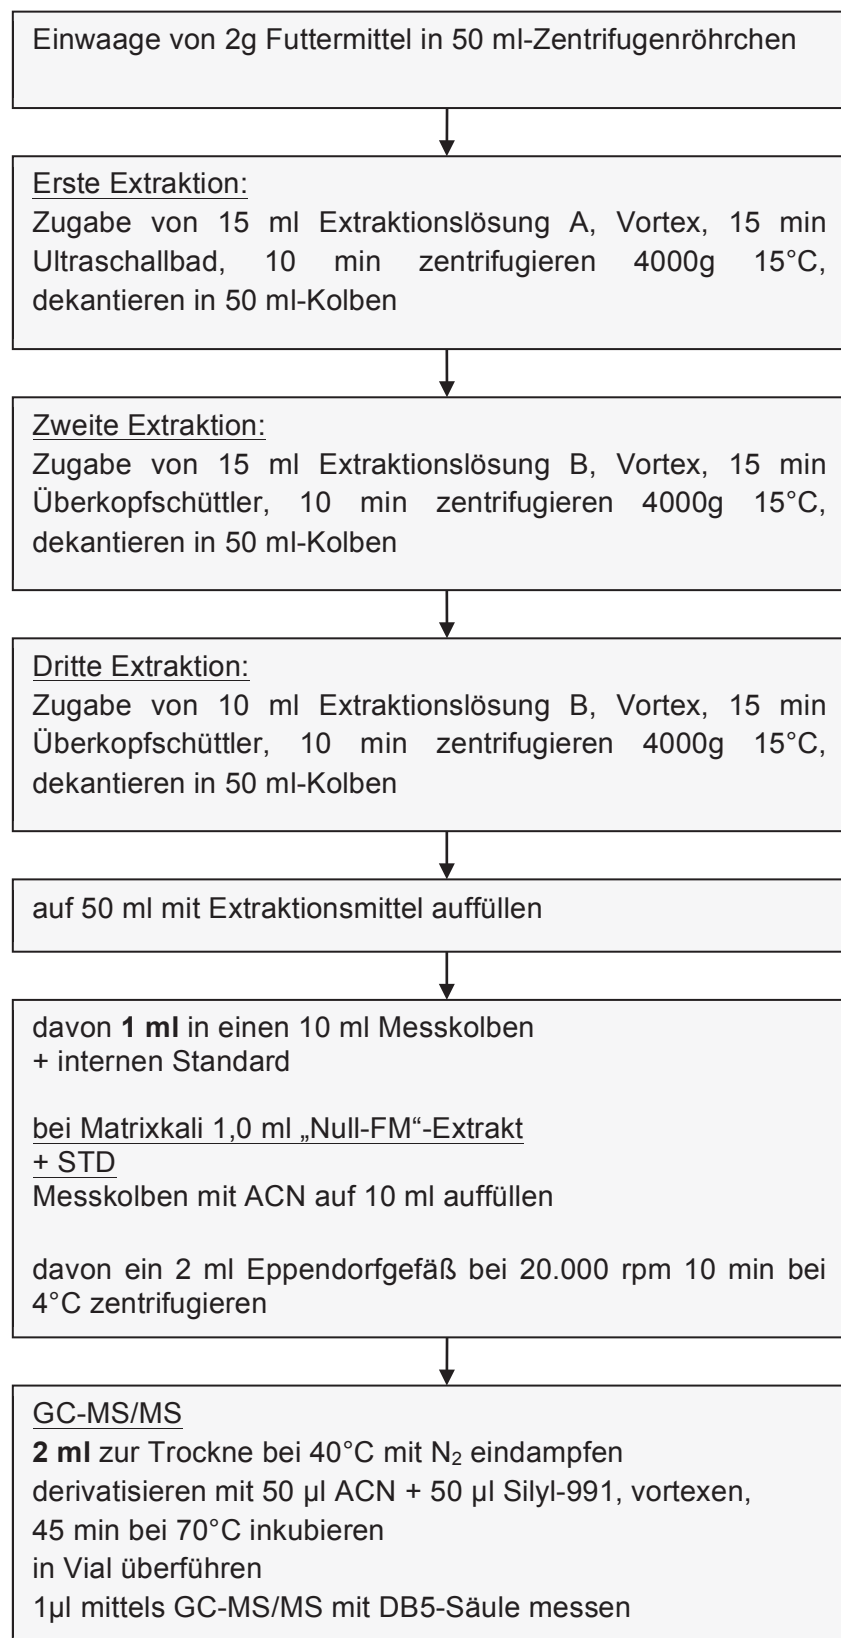 Einwaage von 2g Futtermittel in 50 ml-Zentrifugenröhrchen
Erste Extraktion:
Zugabe von 15 ml Extraktionslösung A, Vortex, 15 min
Ultraschallbad, 10 min zentrifugieren 4000g 15°C,
dekantieren in 50 ml-Kolben
Zweite Extraktion:
Zugabe von 15 ml Extraktionslösung B, Vortex, 15 min
Überkopfschüttler, 10 min zentrifugieren 4000g 15°C,
dekantieren in 50 ml-Kolben
Dritte Extraktion:
Zugabe von 10 ml Extraktionslösung B, Vortex, 15 min
Überkopfschüttler, 10 min zentrifugieren 4000g 15°C,
dekantieren in 50 ml-Kolben
auf 50 ml mit Extraktionsmittel auffüllen
davon 1 ml in einen 10 ml Messkolben
+ internen Standard
bei Matrixkali 1,0 ml „Null-FM“-Extrakt
+ STD
Messkolben mit ACN auf 10 ml auffüllen
davon ein 2 ml Eppendorfgefäß bei 20.000 rpm 10 min bei
4°C zentrifugieren
GC-MS/MS
2 ml zur Trockne bei 40°C mit N₂ eindampfen
derivatisieren mit 50 µl ACN + 50 µl Silyl-991, vortexen,
45 min bei 70°C inkubieren
in Vial überführen
1µl mittels GC-MS/MS mit DB5-Säule messen